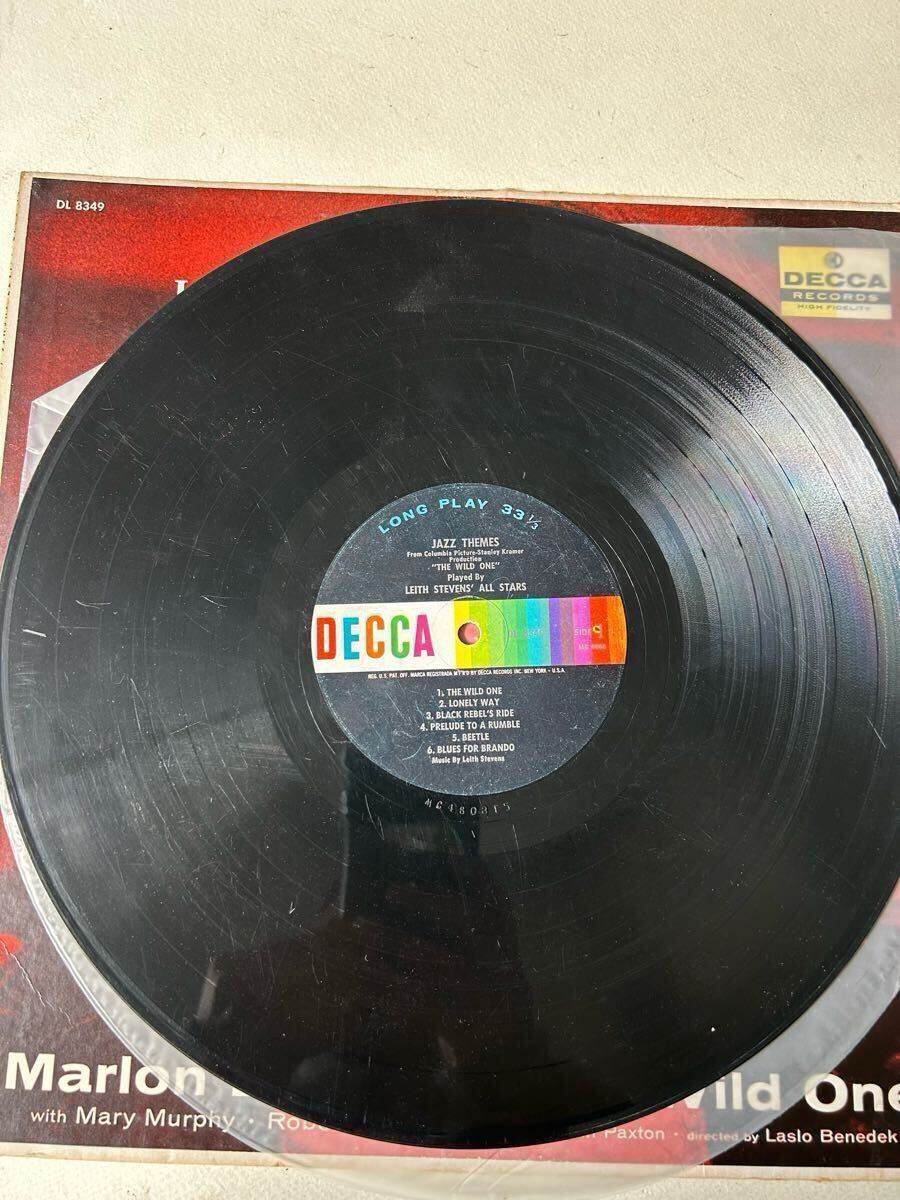 DL 8349
DECCA
RECORDS
HIGH FIDELITY
LONG PLAY 33 1/3
JAZZ THEMES
From Columbia Picture-Stanley Kramer
Production
"THE WILD ONE"
Played By
LEITH STEVENS' ALL STARS
DECCA
SIDE
REG. U.S. PAT. OFF. MARCA REGISTRADA M'F'R'D BY DECCA RECORDS INC. NEW YORK • U.S.A.
1. THE WILD ONE
2. LONELY WAY
3. BLACK REBEL'S RIDE
4. PRELUDE TO A RUMBLE
5. BEETLE
6. BLUES FOR BRANDO
Music By Leith Stevens
Marlon
Wild One
with Mary Murphy •
Paxton • directed by Laslo Benedek